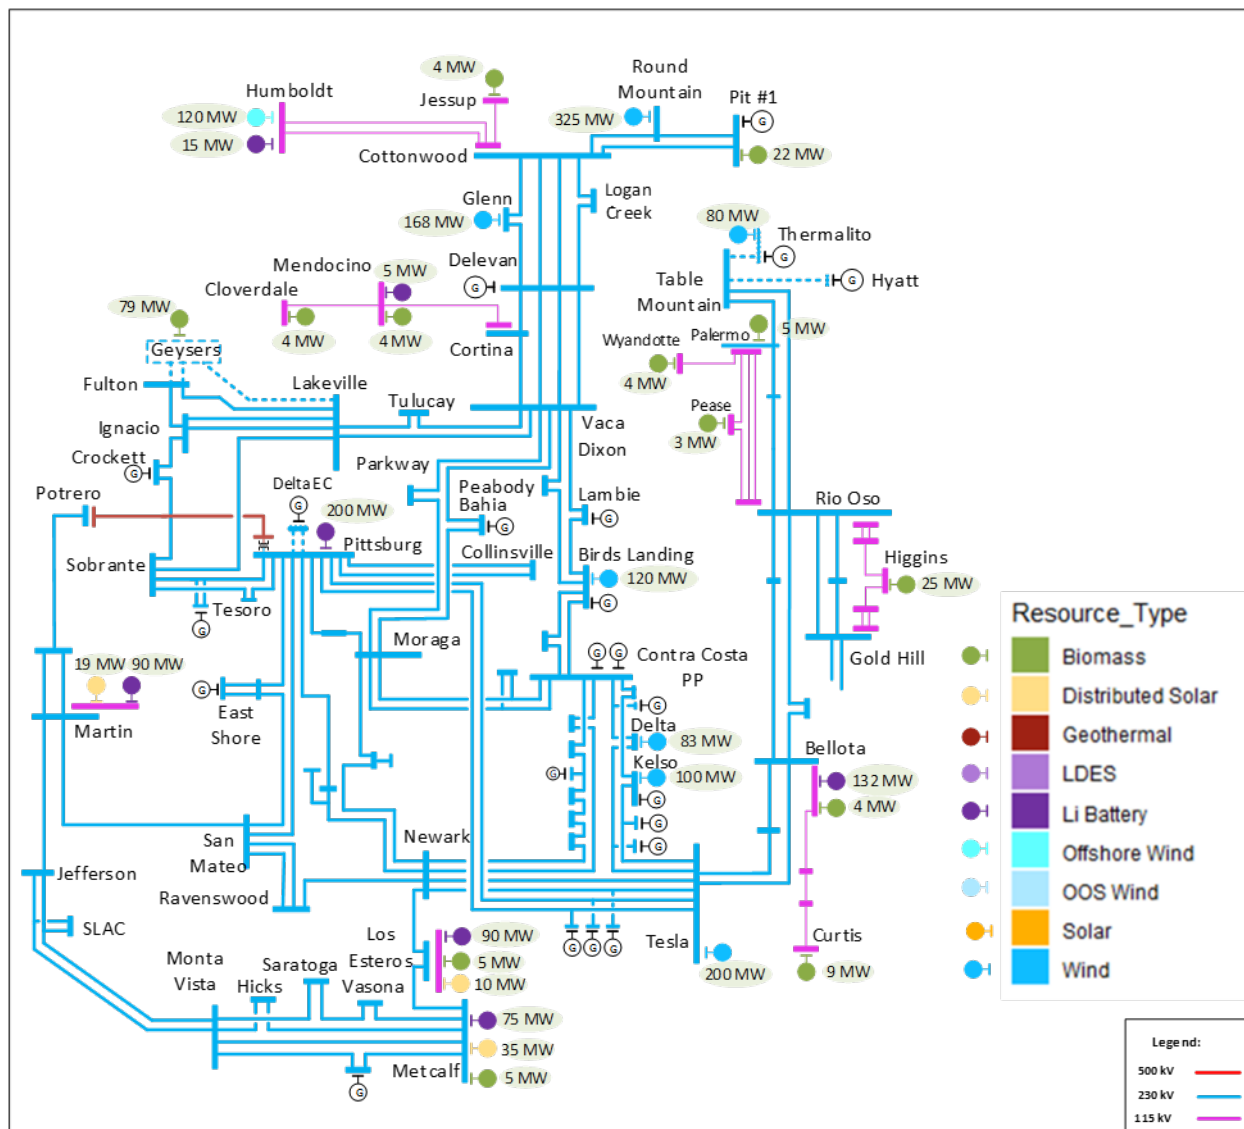 4 MW
Humboldt
Jessup
Round
Mountain
Pit #1
120 MW
15 MW
325 MW
G
22 MW
Cottonwood
Glenn
168 MW
Logan
Creek
80 MW
Thermalito
G
Delevan
G
Table
Mountain
G
Hyatt
Mendocino
5 MW
Cloverdale
4 MW
4 MW
Cortina
79 MW
Geysers
Fulton
Lakeville
Tulucay
Palermo
5 MW
Wyandotte
4 MW
Pease
3 MW
Vaca
Dixon
Ignacio
Crockett
G
Parkway
Potrero
Delta EC
G
200 MW
Pittsburg
Peabody
Bahia
G
Lambie
G
Collinsville
Birds Landing
120 MW
G
Rio Oso
Higgins
25 MW
Gold Hill
Sobrante
Tesoro
G
Moraga
19 MW
90 MW
Martin
G
East
Shore
G
G
Contra Costa
PP
G
Delta
83 MW
Kelso
100 MW
G
G
G
G
Bellota
132 MW
4 MW
San
Mateo
Newark
Ravenswood
Jefferson
SLAC
G
G
G
Tesla
200 MW
Curtis
9 MW
Los
Esteros
90 MW
5 MW
10 MW
Monta
Vista
Hicks
Saratoga
Vasona
75 MW
35 MW
5 MW
Metcalf
G
Resource_Type
Biomass
Distributed Solar
Geothermal
LDES
Li Battery
Offshore Wind
OOS Wind
Solar
Wind
Legend:
500 kV
230 kV
115 kV